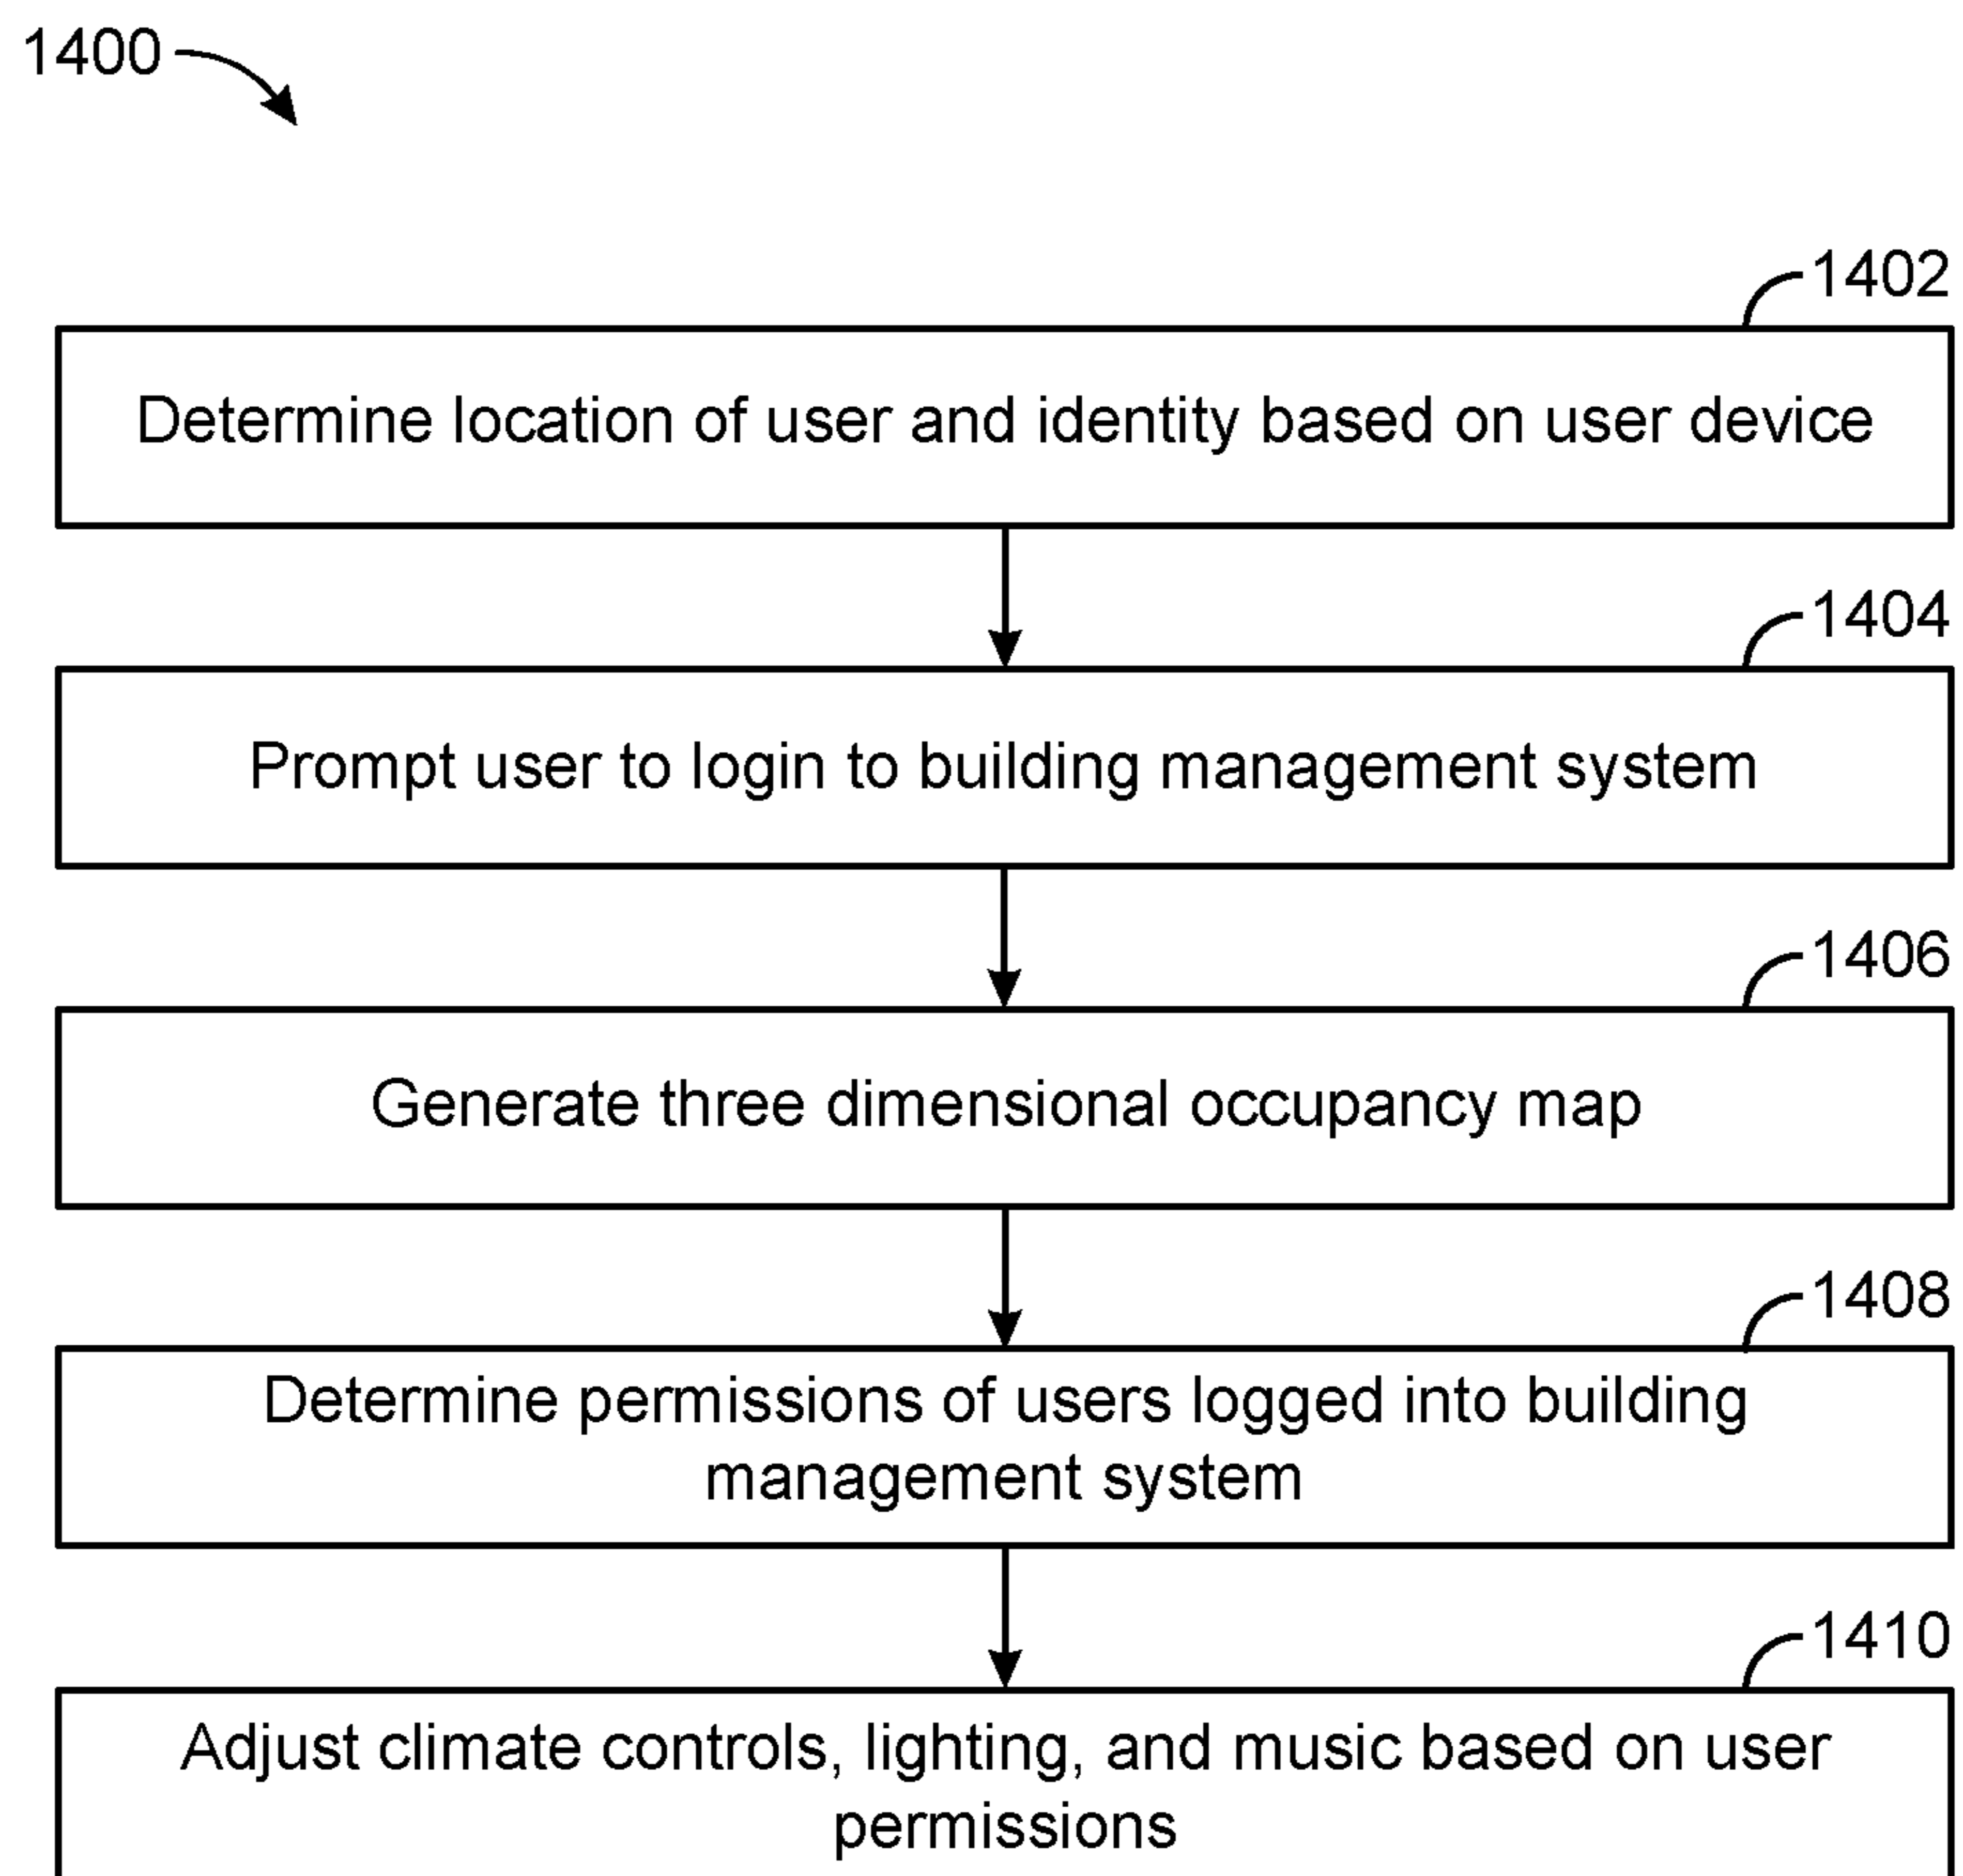 1400
1402
Determine location of user and identity based on user device
1404
Prompt user to login to building management system
1406
Generate three dimensional occupancy map
1408
Determine permissions of users logged into building
management system
1410
Adjust climate controls, lighting, and music based on user
permissions